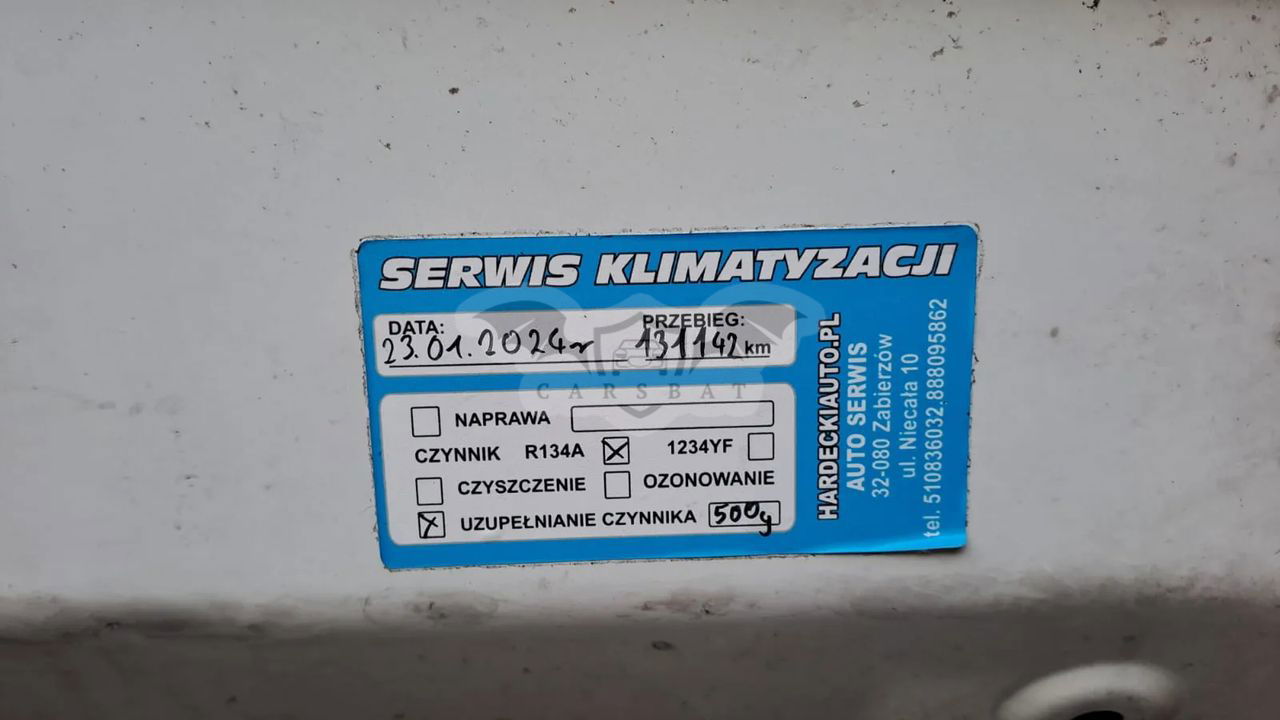 SERWIS KLIMATYZACJI
DATA: PRZEBIEG:
23.01.2024r 131142 km
CARSBAT
NAPRAWA
CZYNNIK R134A 1234YF
CZYSZCZENIE OZONOWANIE
UZUPEŁNIANIE CZYNNIKA 500g
HARDECKIAUTO.PL
AUTO SERWIS
32-080 Zabierzów
ul. Niecała 10
tel. 510836032, 888095862